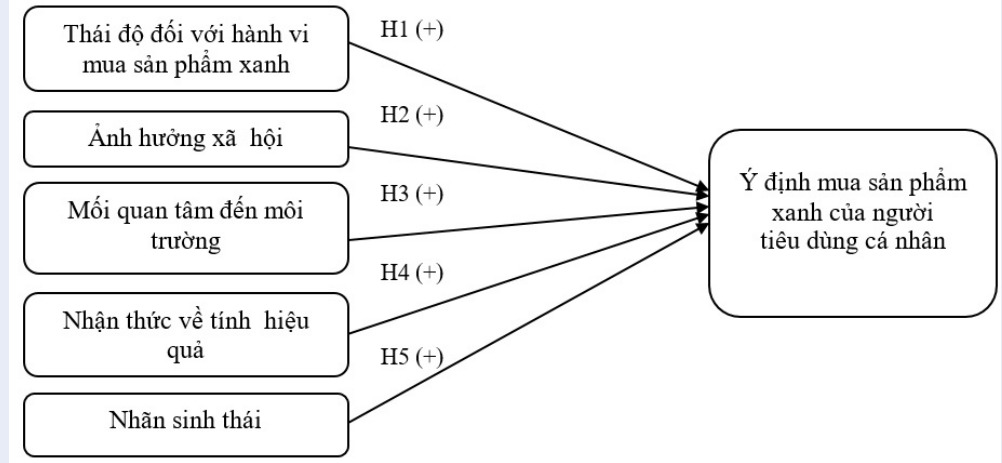 Thái độ đối với hành vi
mua sản phẩm xanh
H1 (+)
Ảnh hưởng xã hội
H2 (+)
Mối quan tâm đến môi
trường
H3 (+)
Nhận thức về tính hiệu
quả
H4 (+)
Nhãn sinh thái
H5 (+)
Ý định mua sản phẩm
xanh của người
tiêu dùng cá nhân